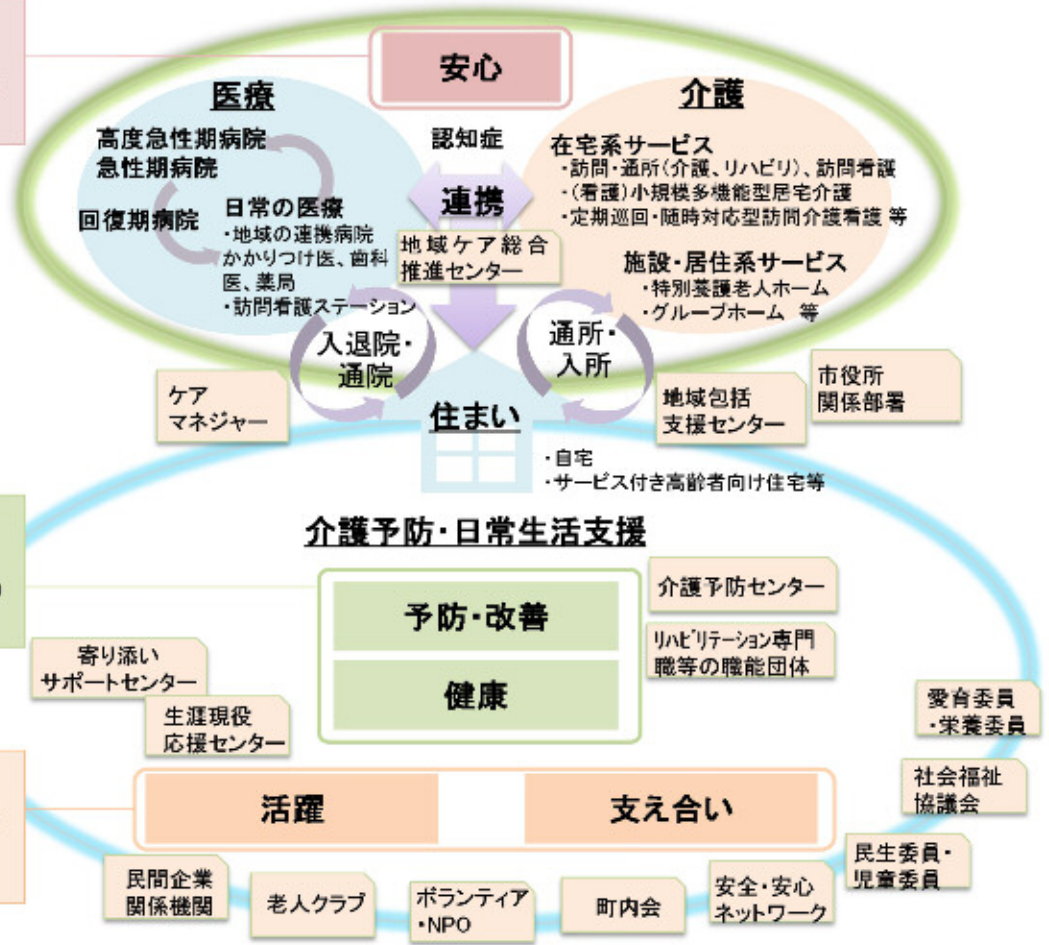 安心
医療
高度急性期病院
急性期病院
回復期病院
日常の医療
・地域の連携病院
かかりつけ医、歯科
医、薬局
・訪問看護ステーション
認知症
連携
地域ケア総合
推進センター
介護
在宅系サービス
・訪問・通所(介護、リハビリ)、訪問看護
・(看護)小規模多機能型居宅介護
・定期巡回・随時対応型訪問介護看護 等
施設・居住系サービス
・特別養護老人ホーム
・グループホーム 等
入退院・
通院
通所・
入所
ケア
マネジャー
地域包括
支援センター
市役所
関係部署
住まい
・自宅
・サービス付き高齢者向け住宅等
介護予防・日常生活支援
予防・改善
健康
介護予防センター
リハビリテーション専門
職等の職能団体
)
寄り添い
サポートセンター
生涯現役
応援センター
愛育委員
・栄養委員
社会福祉
協議会
活躍
支え合い
民生委員・
児童委員
民間企業
関係機関
老人クラブ
ボランティア
・NPO
町内会
安全・安心
ネットワーク